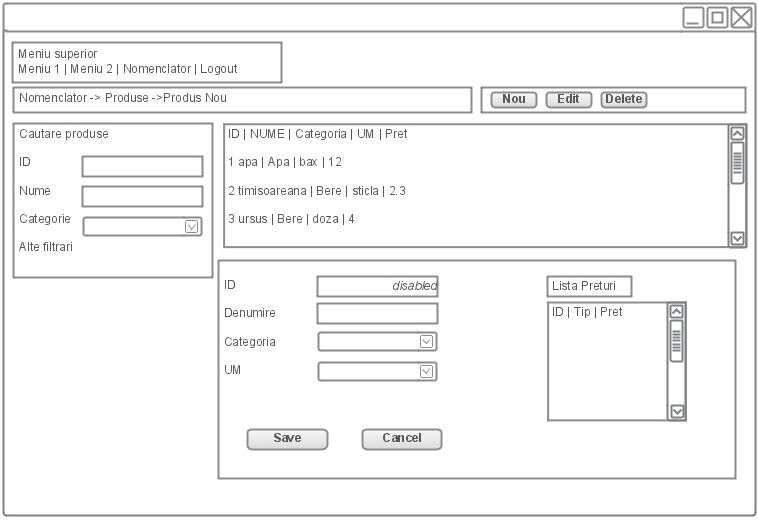 Meniu superior
Meniu 1 | Meniu 2 | Nomenclator | Logout
Nomenclator -> Produse ->Produs Nou
Nou Edit Delete
Cautare produse
ID
Nume
Categorie
Alte filtrari
ID | NUME | Categoria | UM | Pret
1 apa | Apa | bax | 12
2 timisoareana | Bere | sticla | 2.3
3 ursus | Bere | doza | 4
ID disabled
Denumire
Categoria
UM
Save Cancel
Lista Preturi
ID | Tip | Pret